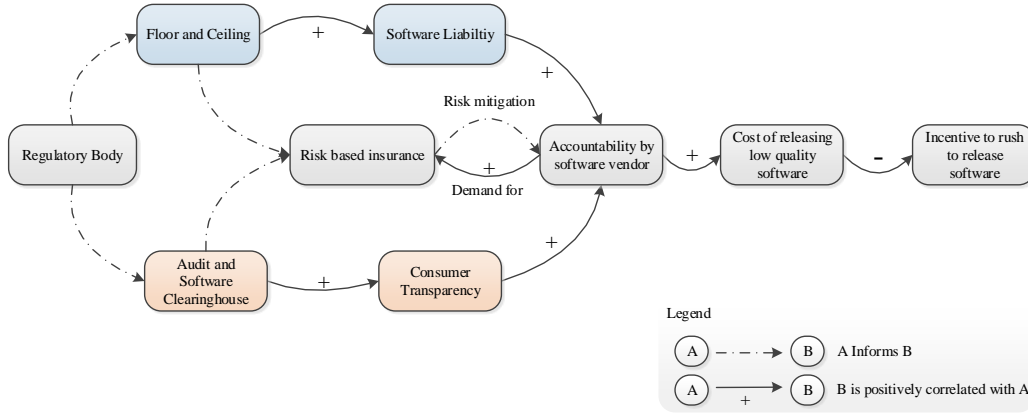 Floor and Ceiling
+
Software Liabiltiy
+
Risk mitigation
Regulatory Body
Risk based insurance
+
Demand for
Accountability by
software vendor
+
Cost of releasing
low quality
software
-
Incentive to rush
to release
software
+
Audit and
Software
Clearinghouse
+
Consumer
Transparency
Legend
A
B
A Informs B
A
+
B
B is positively correlated with A